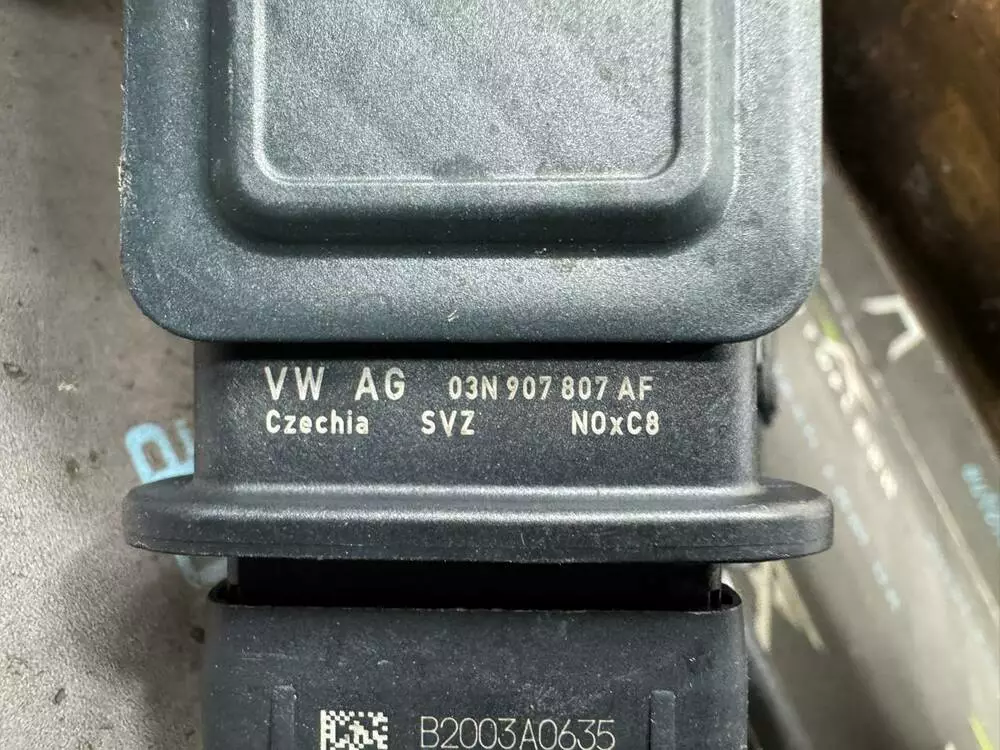 VW AG 03N 907 807 AF
Czechia SVZ NOxC8
B2003A0635